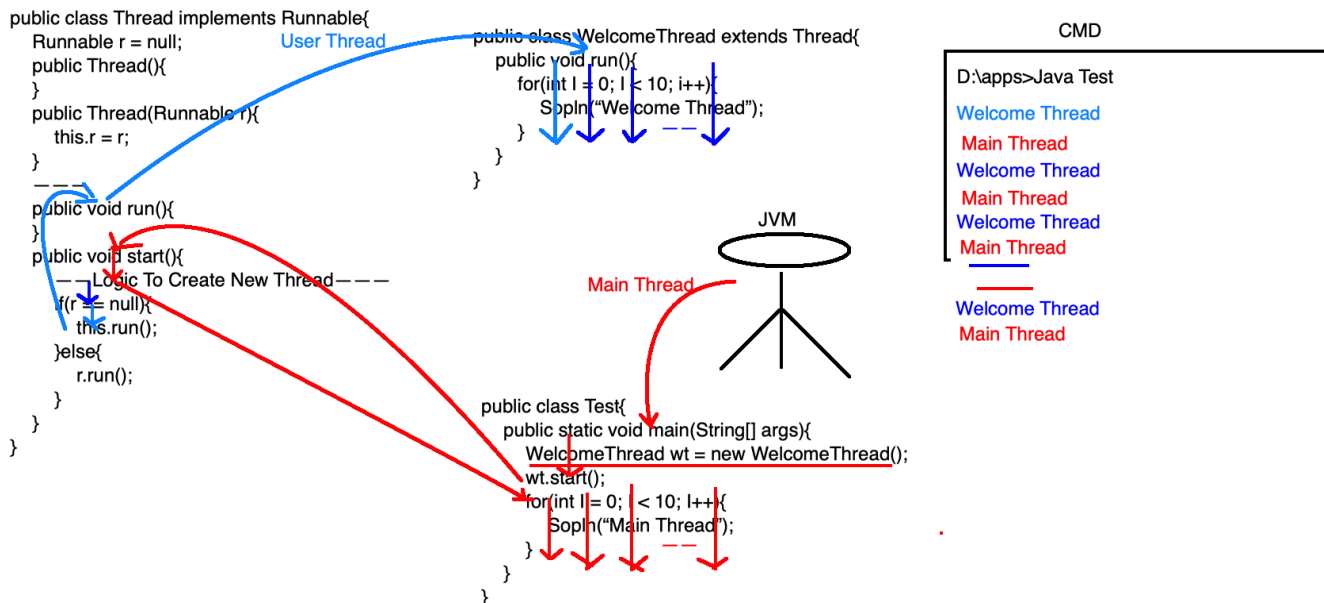 public class Thread implements Runnable{
Runnable r = null;
public Thread(){
}
public Thread(Runnable r){
this.r = r;
}
————
public void run(){
}
public void start(){
———Logic To Create New Thread———
if(r == null){
this.run();
}else{
r.run();
}
}
}
User Thread
public class WelcomeThread extends Thread{
public void run(){
for(int I = 0; I < 10; i++){
Sopln(“Welcome Thread”);
}
}
}
JVM
Main Thread
public class Test{
public static void main(String[] args){
WelcomeThread wt = new WelcomeThread();
wt.start();
for(int I = 0; I < 10; I++){
Sopln(“Main Thread”);
}
}
}
CMD
D:\apps>Java Test
Welcome Thread
Main Thread
Welcome Thread
Main Thread
Welcome Thread
Main Thread
Welcome Thread
Main Thread